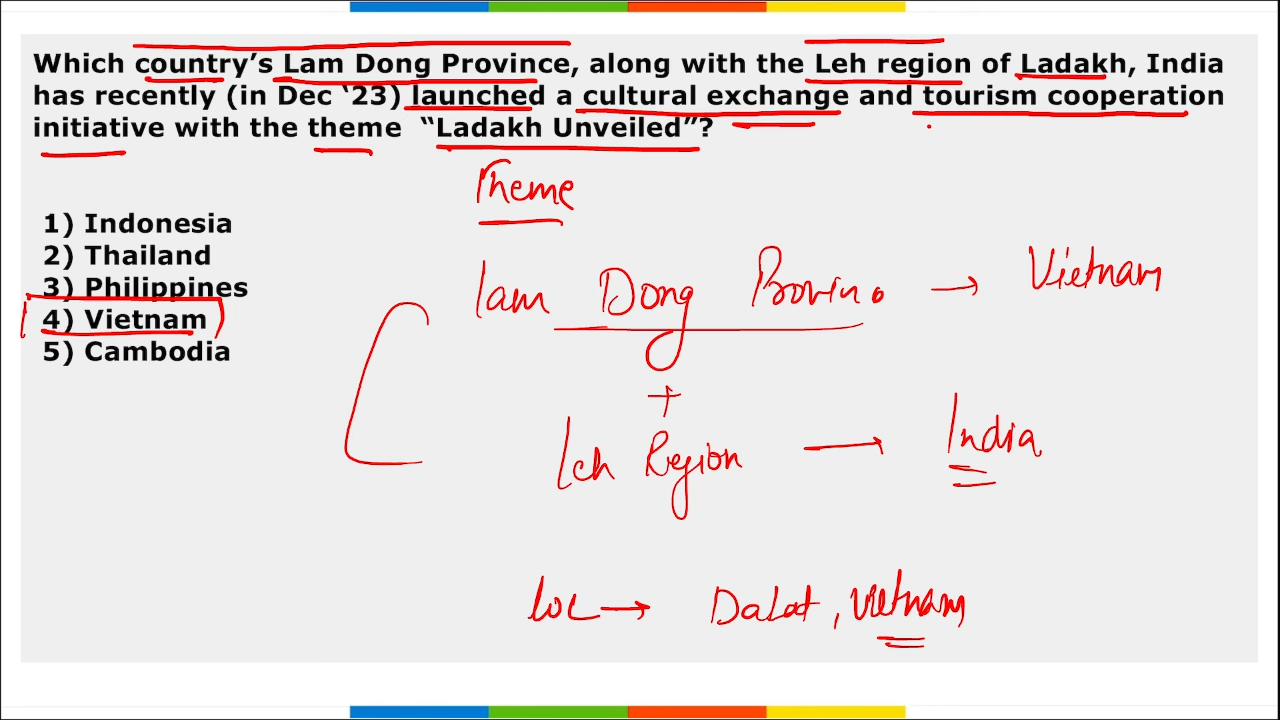 Which country’s Lam Dong Province, along with the Leh region of Ladakh, India
has recently (in Dec ‘23) launched a cultural exchange and tourism cooperation
initiative with the theme “Ladakh Unveiled”?
Theme
1) Indonesia
2) Thailand
3) Philippines
4) Vietnam
5) Cambodia
lam Dong Provin. → Vietnam
+
Leh Region → India
LOC → Dalat, Vietnam